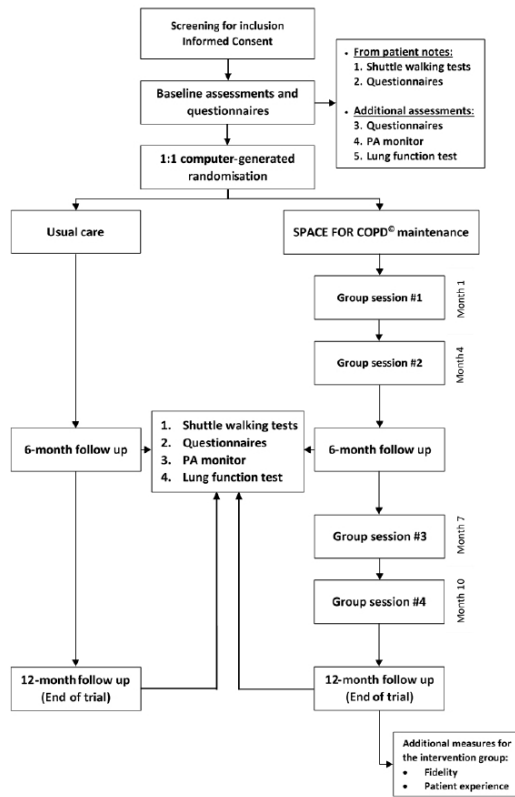 Screening for inclusion
Informed Consent
Baseline assessments and
questionnaires
• From patient notes:
1. Shuttle walking tests
2. Questionnaires
• Additional assessments:
3. Questionnaires
4. PA monitor
5. Lung function test
1:1 computer-generated
randomisation
Usual care
SPACE FOR COPD© maintenance
Group session #1
Month 1
Group session #2
Month 4
6-month follow up
1. Shuttle walking tests
2. Questionnaires
3. PA monitor
4. Lung function test
6-month follow up
Group session #3
Month 7
Group session #4
Month 10
12-month follow up
(End of trial)
12-month follow up
(End of trial)
Additional measures for
the intervention group:
• Fidelity
• Patient experience